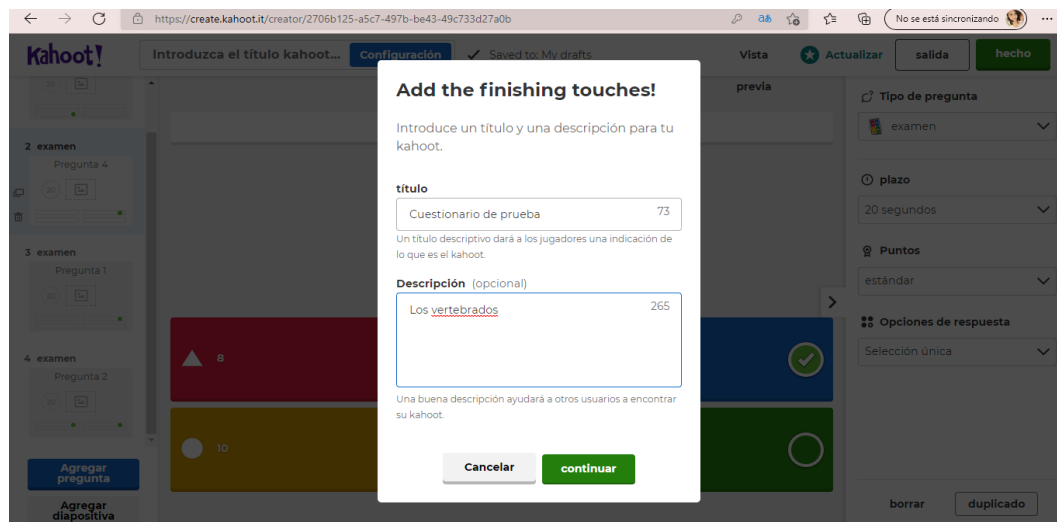 https://create.kahoot.it/creator/2706b125-a5c7-497b-be43-49c733d27a0b
No se está sincronizando
Kahoot!
Introduzca el título kahoot...
Configuración
Saved to: My drafts
Vista previa
Actualizar
salida
hecho
20
2 examen
Pregunta 4
20
3 examen
Pregunta 1
20
4 examen
Pregunta 2
20
Agregar
pregunta
Agregar
diapositiva
Add the finishing touches!
Introduce un título y una descripción para tu
kahoot.
título
Cuestionario de prueba
73
Un título descriptivo dará a los jugadores una indicación de
lo que es el kahoot.
Descripción (opcional)
Los vertebrados
265
Una buena descripción ayudará a otros usuarios a encontrar
su kahoot.
Cancelar
continuar
8
10
Tipo de pregunta
examen
plazo
20 segundos
Puntos
estándar
Opciones de respuesta
Selección única
borrar
duplicado